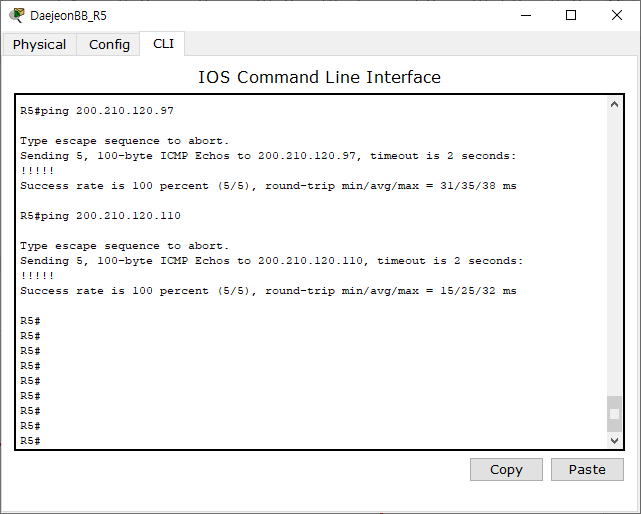 DaejeonBB_R5
Physical Config CLI
IOS Command Line Interface
R5#ping 200.210.120.97
Type escape sequence to abort.
Sending 5, 100-byte ICMP Echos to 200.210.120.97, timeout is 2 seconds:
!!!!!
Success rate is 100 percent (5/5), round-trip min/avg/max = 31/35/38 ms
R5#ping 200.210.120.110
Type escape sequence to abort.
Sending 5, 100-byte ICMP Echos to 200.210.120.110, timeout is 2 seconds:
!!!!!
Success rate is 100 percent (5/5), round-trip min/avg/max = 15/25/32 ms
R5#
R5#
R5#
R5#
R5#
R5#
R5#
R5#
R5#
Copy Paste